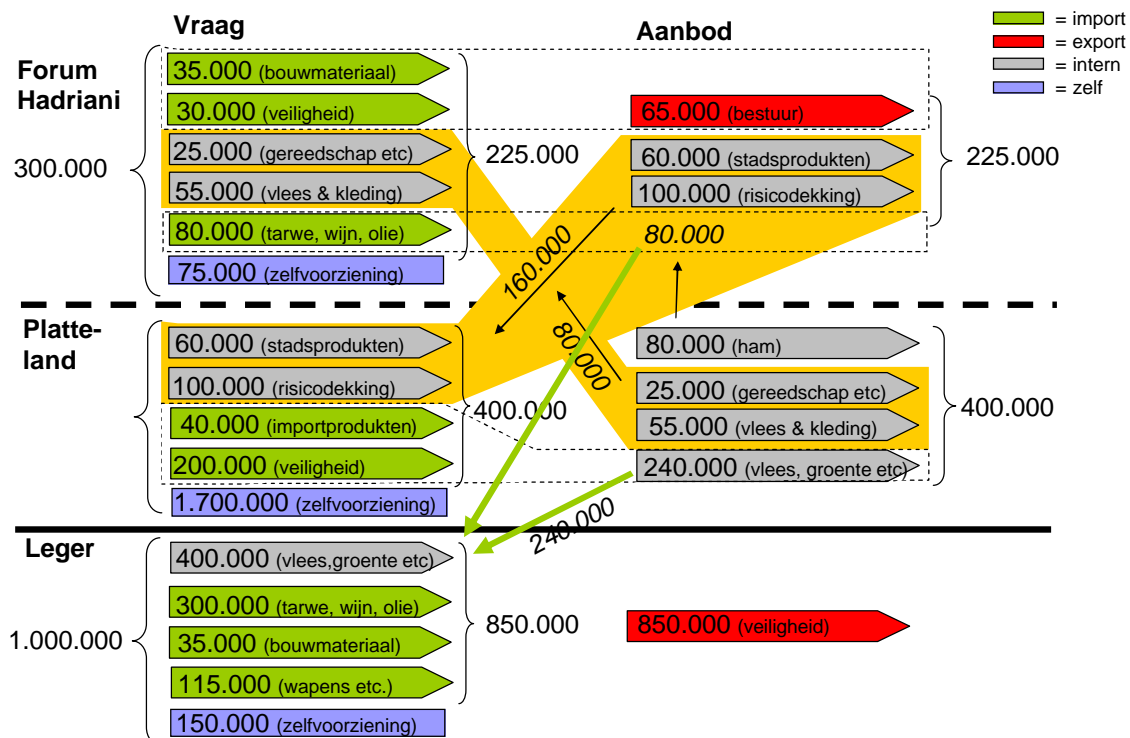 Vraag
Aanbod
= import
= export
= intern
= zelf
Forum
Hadriani
300.000
35.000 (bouwmateriaal)
30.000 (veiligheid)
25.000 (gereedschap etc)
55.000 (vlees & kleding)
80.000 (tarwe, wijn, olie)
75.000 (zelfvoorziening)
225.000
65.000 (bestuur)
60.000 (stadsprodukten)
100.000 (risicodekking)
80.000
225.000
160.000
80.000
Platte-
land
60.000 (stadsprodukten)
100.000 (risicodekking)
40.000 (importprodukten)
200.000 (veiligheid)
1.700.000 (zelfvoorziening)
400.000
80.000 (ham)
25.000 (gereedschap etc)
55.000 (vlees & kleding)
240.000 (vlees, groente etc)
400.000
240.000
Leger
1.000.000
400.000 (vlees,groente etc)
300.000 (tarwe, wijn, olie)
35.000 (bouwmateriaal)
115.000 (wapens etc.)
150.000 (zelfvoorziening)
850.000
850.000 (veiligheid)